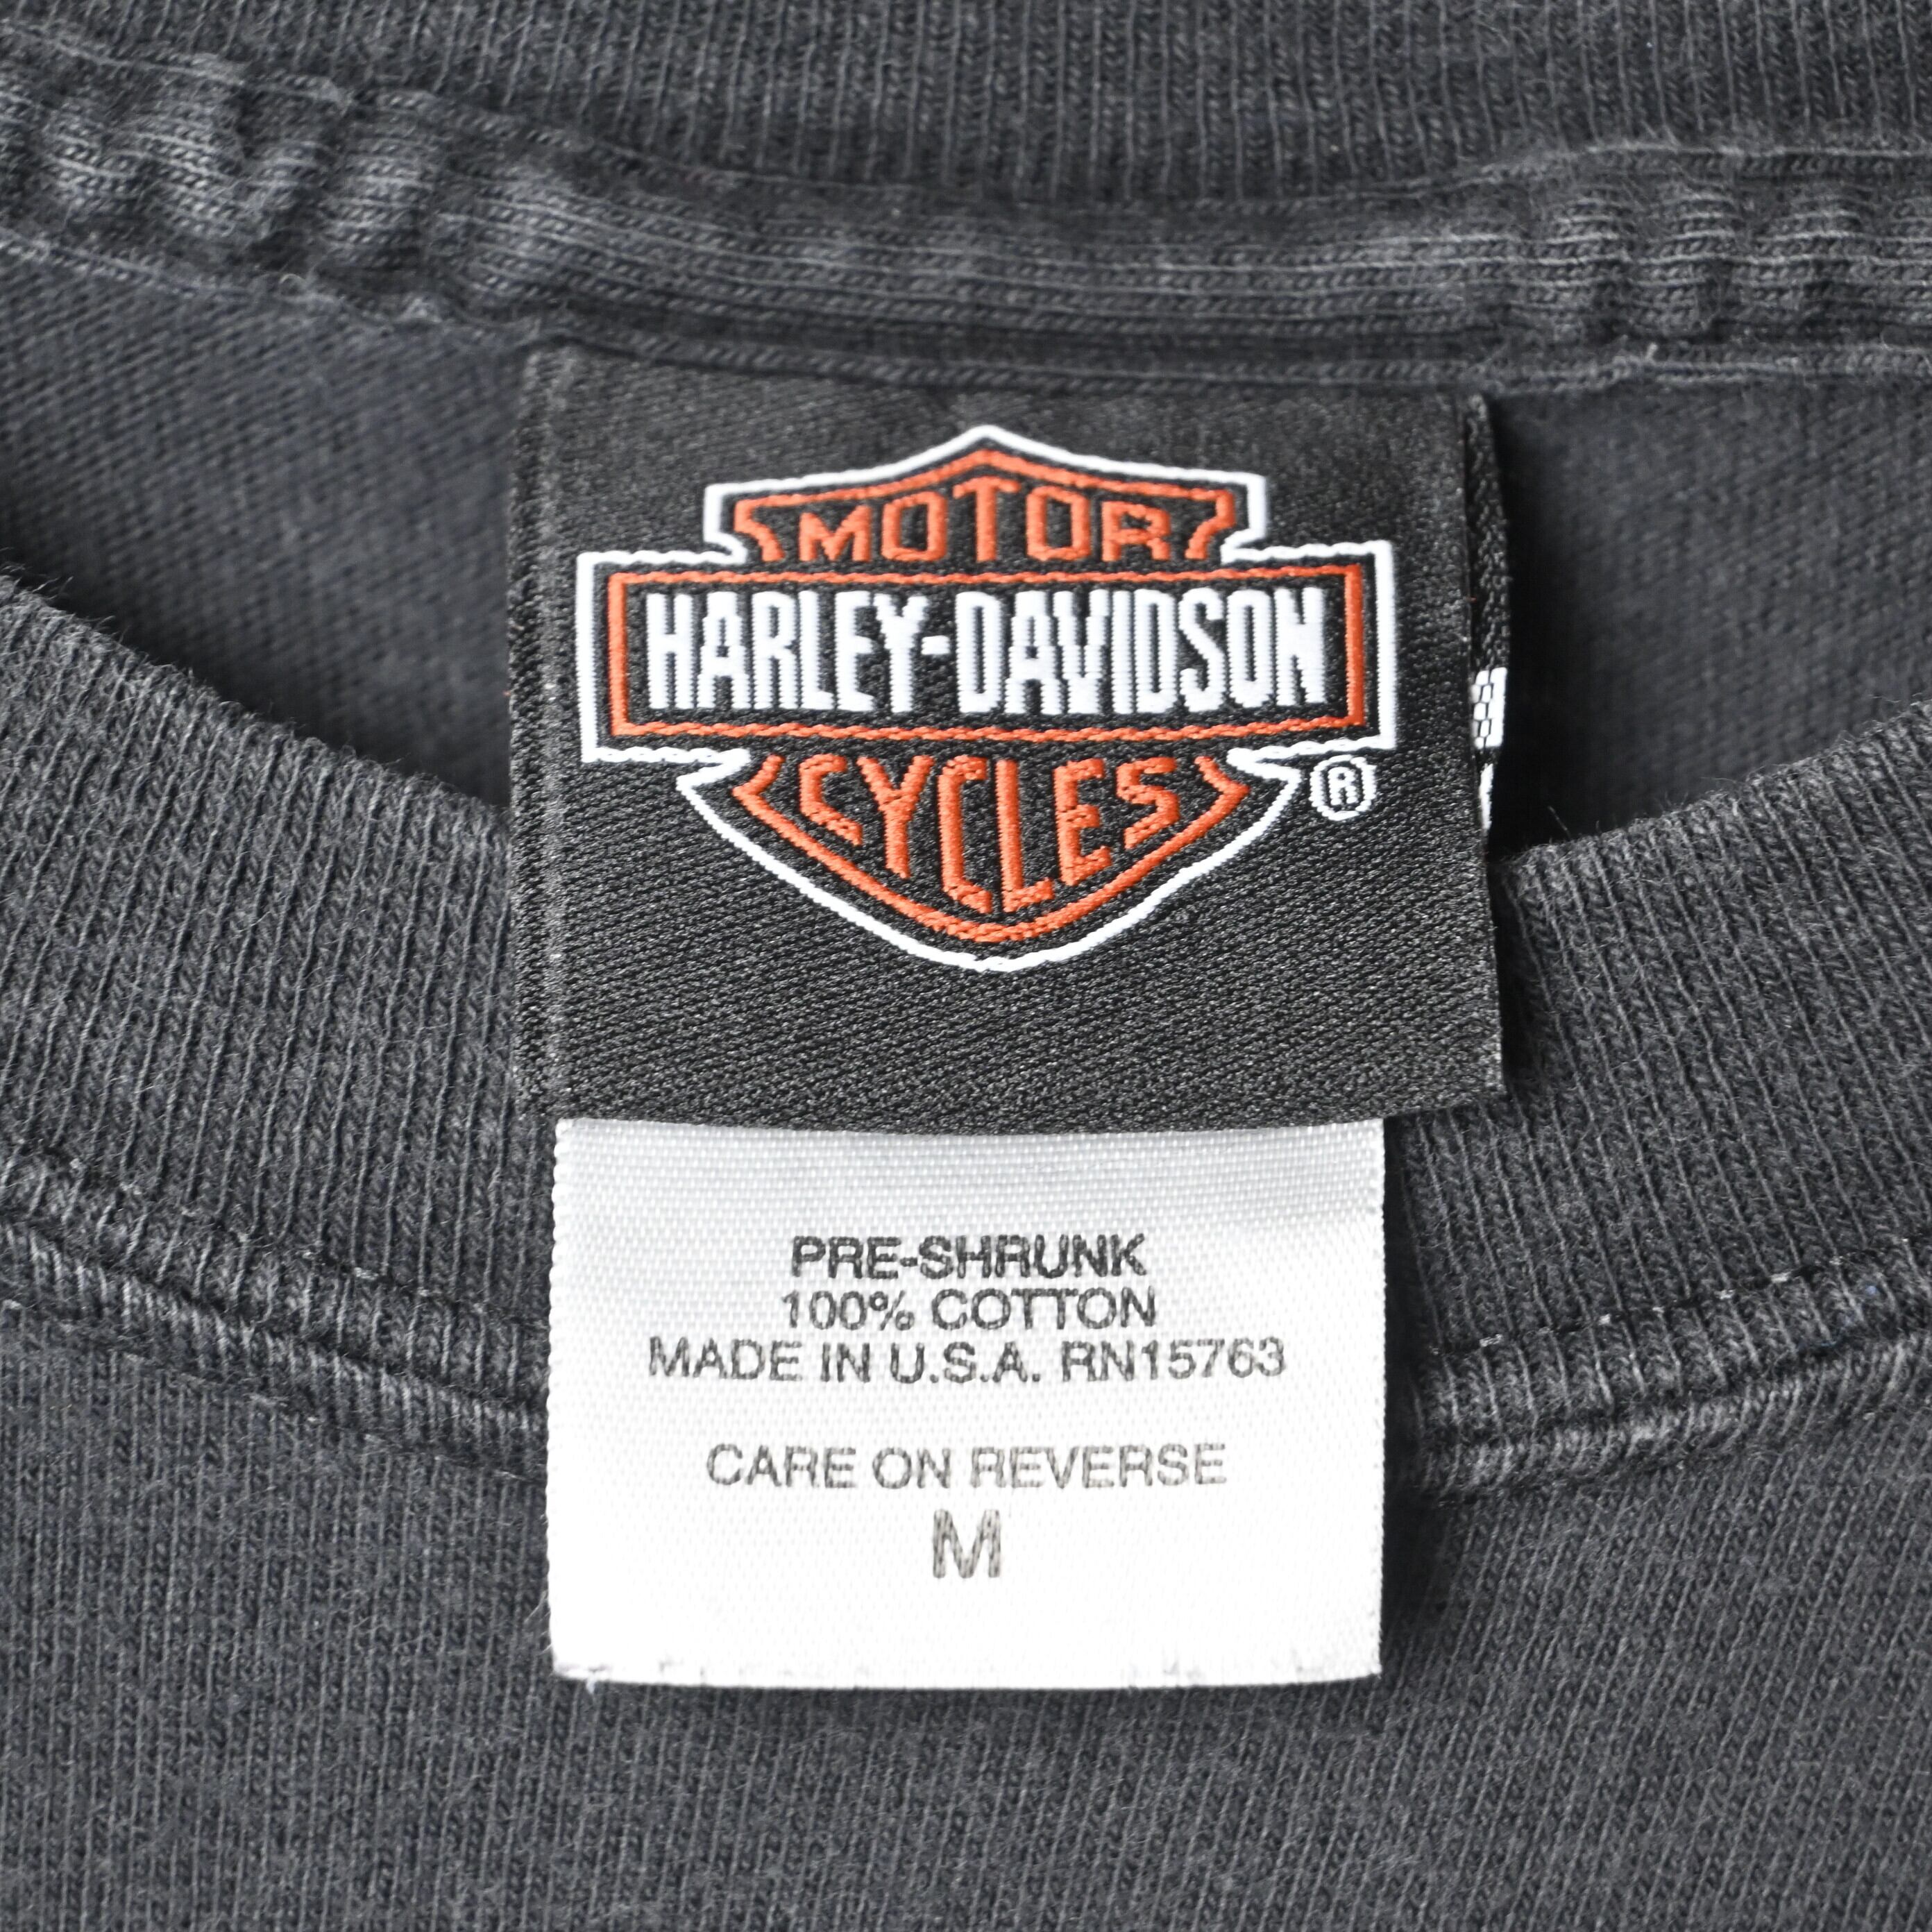 MOTOR
HARLEY-DAVIDSON
CYCLES
®
PRE-SHRUNK
100% COTTON
MADE IN U.S.A. RN15763
CARE ON REVERSE
M